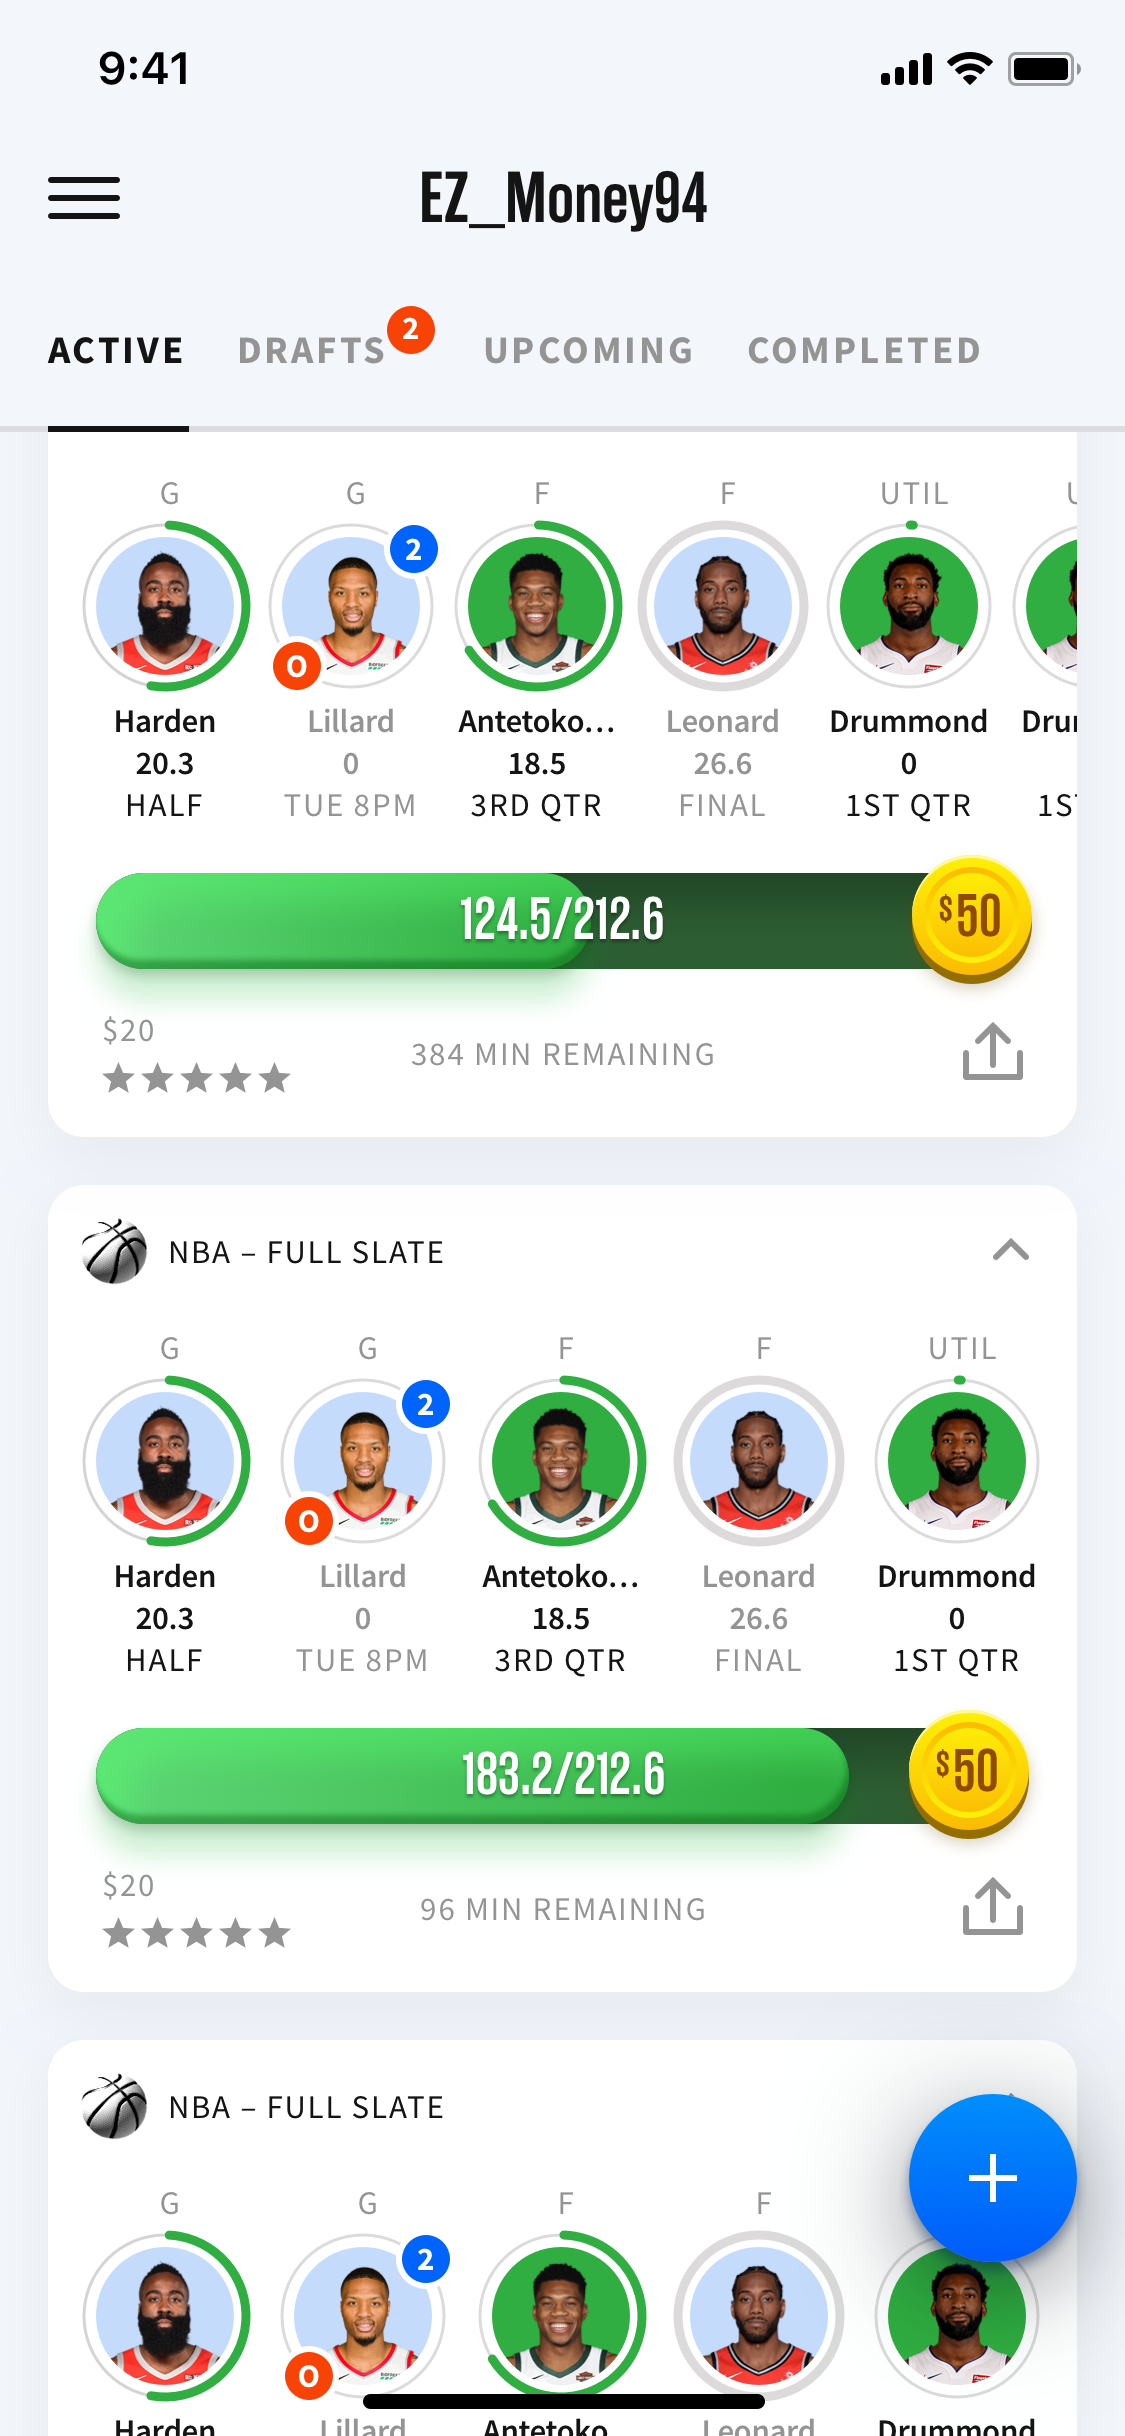 9:41
EZ_Money94
ACTIVE DRAFTS 2 UPCOMING COMPLETED
G G F F UTIL U
2
O
Harden Lillard Antetoko... Leonard Drummond Drum
20.3 0 18.5 26.6 0
HALF TUE 8PM 3RD QTR FINAL 1ST QTR 1ST
124.5/212.6 $50
$20
384 MIN REMAINING
NBA – FULL SLATE
G G F F UTIL
2
O
Harden Lillard Antetoko... Leonard Drummond
20.3 0 18.5 26.6 0
HALF TUE 8PM 3RD QTR FINAL 1ST QTR
183.2/212.6 $50
$20
96 MIN REMAINING
NBA – FULL SLATE
G G F F
2
O
Harden Lillard Antetoko Leonard Drummond